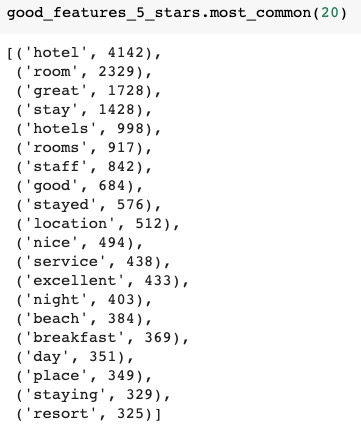 good_features_5_stars.most_common(20)
[('hotel', 4142),
('room', 2329),
('great', 1728),
('stay', 1428),
('hotels', 998),
('rooms', 917),
('staff', 842),
('good', 684),
('stayed', 576),
('location', 512),
('nice', 494),
('service', 438),
('excellent', 433),
('night', 403),
('beach', 384),
('breakfast', 369),
('day', 351),
('place', 349),
('staying', 329),
('resort', 325)]